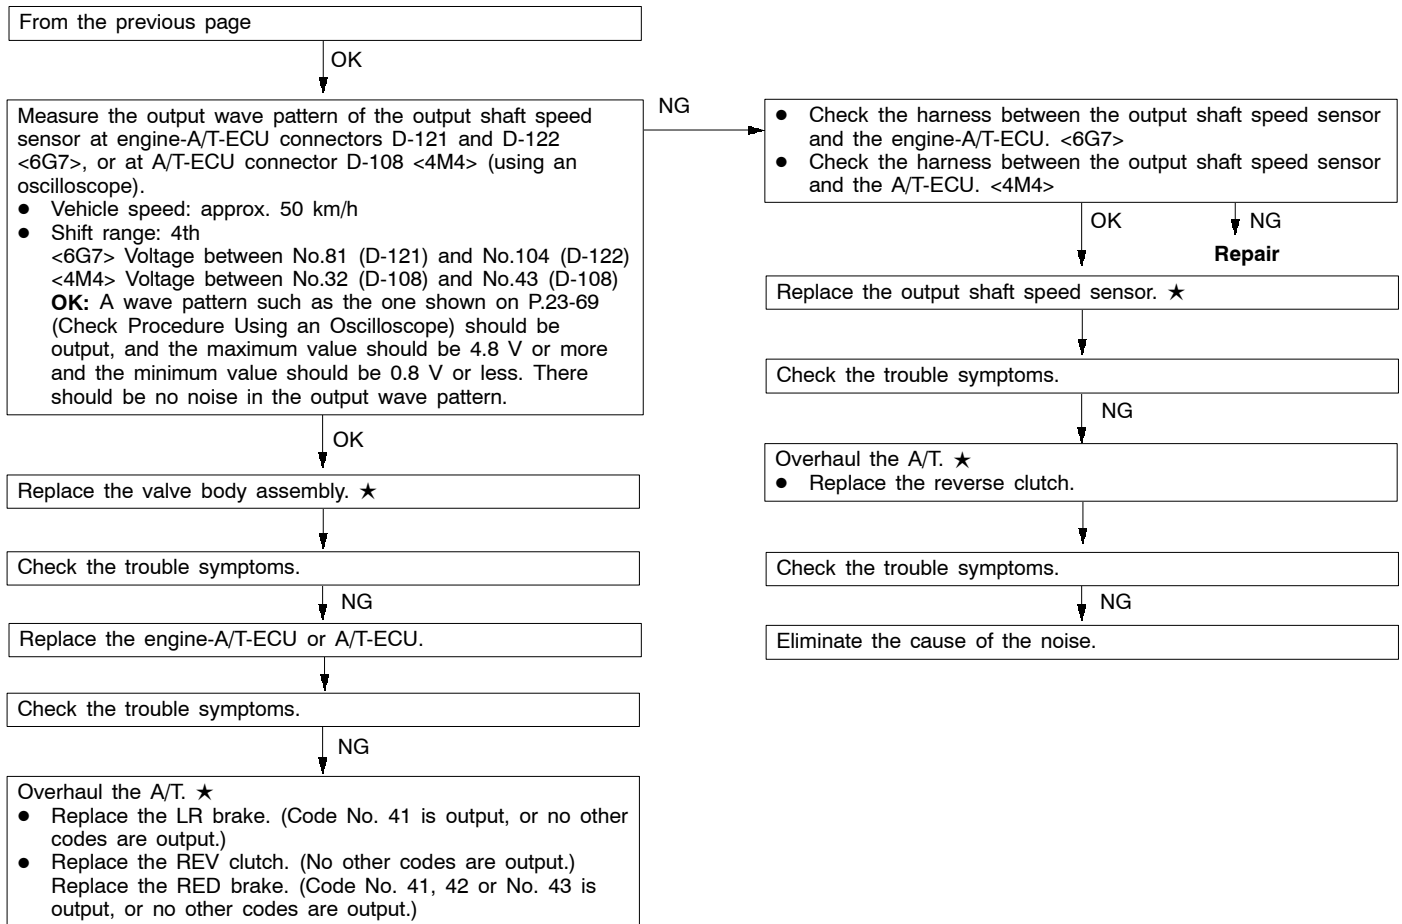 From the previous page
OK
Measure the output wave pattern of the output shaft speed
sensor at engine-A/T-ECU connectors D-121 and D-122
<6G7>, or at A/T-ECU connector D-108 <4M4> (using an
oscilloscope).
● Vehicle speed: approx. 50 km/h
● Shift range: 4th
<6G7> Voltage between No.81 (D-121) and No.104 (D-122)
<4M4> Voltage between No.32 (D-108) and No.43 (D-108)
OK: A wave pattern such as the one shown on P.23-69
(Check Procedure Using an Oscilloscope) should be
output, and the maximum value should be 4.8 V or more
and the minimum value should be 0.8 V or less. There
should be no noise in the output wave pattern.
OK
Replace the valve body assembly. ★
Check the trouble symptoms.
NG
Replace the engine-A/T-ECU or A/T-ECU.
Check the trouble symptoms.
NG
Overhaul the A/T. ★
● Replace the LR brake. (Code No. 41 is output, or no other
codes are output.)
● Replace the REV clutch. (No other codes are output.)
Replace the RED brake. (Code No. 41, 42 or No. 43 is
output, or no other codes are output.)
NG
● Check the harness between the output shaft speed sensor
and the engine-A/T-ECU. <6G7>
● Check the harness between the output shaft speed sensor
and the A/T-ECU. <4M4>
OK
NG
Repair
Replace the output shaft speed sensor. ★
Check the trouble symptoms.
NG
Overhaul the A/T. ★
● Replace the reverse clutch.
Check the trouble symptoms.
NG
Eliminate the cause of the noise.